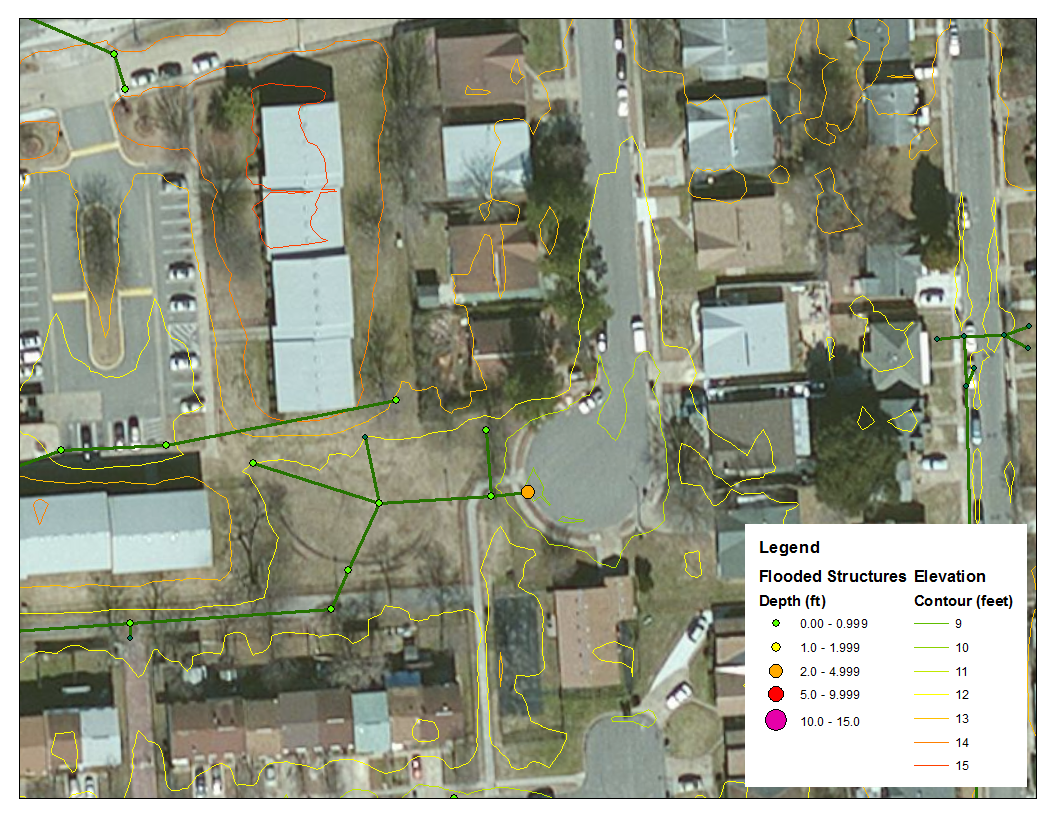 Legend
Flooded Structures Elevation
Depth (ft) Contour (feet)
0.00 - 0.999 9
1.0 - 1.999 10
2.0 - 4.999 11
5.0 - 9.999 12
10.0 - 15.0 13
14
15